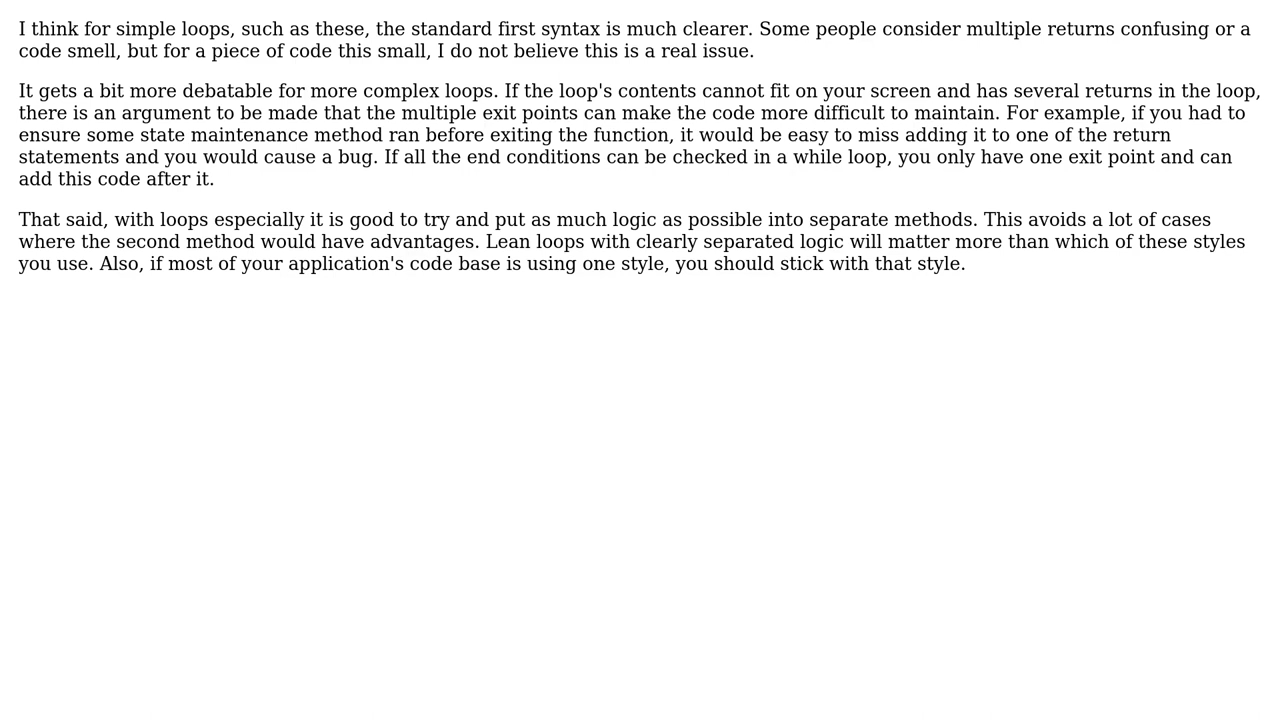 I think for simple loops, such as these, the standard first syntax is much clearer. Some people consider multiple returns confusing or a
code smell, but for a piece of code this small, I do not believe this is a real issue.
It gets a bit more debatable for more complex loops. If the loop's contents cannot fit on your screen and has several returns in the loop,
there is an argument to be made that the multiple exit points can make the code more difficult to maintain. For example, if you had to
ensure some state maintenance method ran before exiting the function, it would be easy to miss adding it to one of the return
statements and you would cause a bug. If all the end conditions can be checked in a while loop, you only have one exit point and can
add this code after it.
That said, with loops especially it is good to try and put as much logic as possible into separate methods. This avoids a lot of cases
where the second method would have advantages. Lean loops with clearly separated logic will matter more than which of these styles
you use. Also, if most of your application's code base is using one style, you should stick with that style.